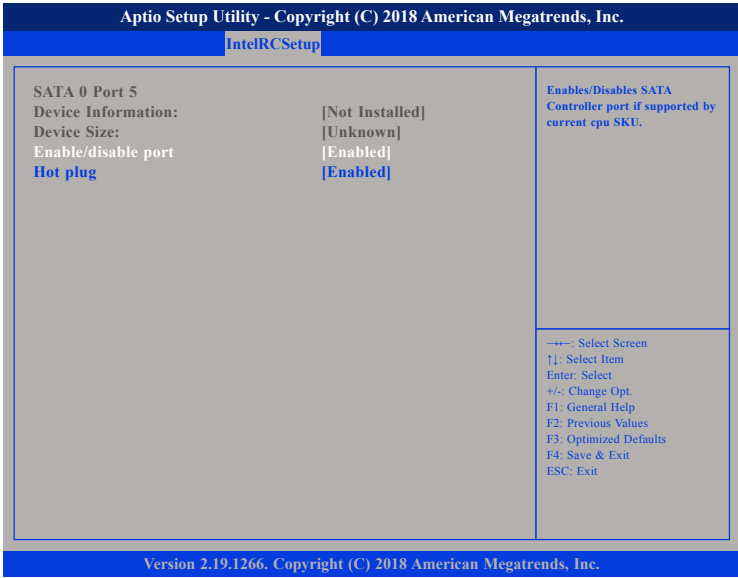 Aptio Setup Utility - Copyright (C) 2018 American Megatrends, Inc.
IntelRCSetup
SATA 0 Port 5
Device Information: [Not Installed]
Device Size: [Unknown]
Enable/disable port [Enabled]
Hot plug [Enabled]
Enables/Disables SATA
Controller port if supported by
current cpu SKU.
→←: Select Screen
↑↓: Select Item
Enter: Select
+/-: Change Opt.
F1: General Help
F2: Previous Values
F3: Optimized Defaults
F4: Save & Exit
ESC: Exit
Version 2.19.1266. Copyright (C) 2018 American Megatrends, Inc.